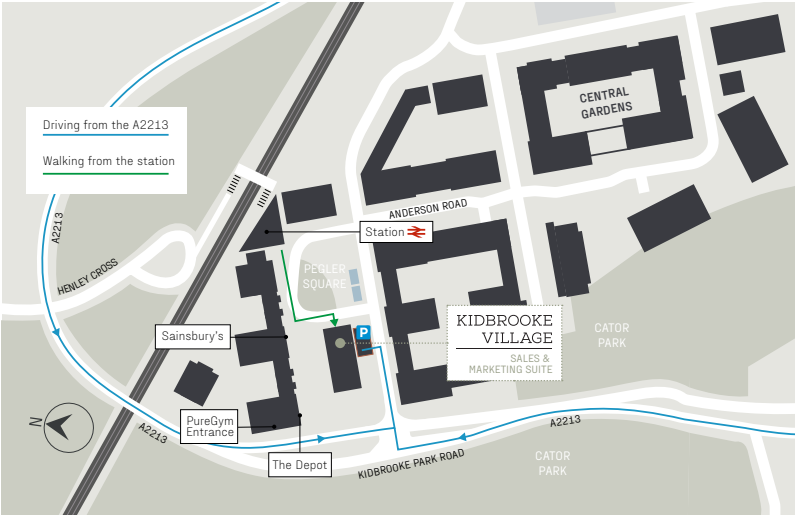 CENTRAL
GARDENS
Driving from the A2213
Walking from the station
A2213
ANDERSON ROAD
Station
HENLEY CROSS
PEGLER
SQUARE
KIDBROOKE
VILLAGE
SALES &
MARKETING SUITE
P
Sainsbury's
CATOR
PARK
N
PureGym
Entrance
A2213
A2213
The Depot
KIDBROOKE PARK ROAD
CATOR
PARK